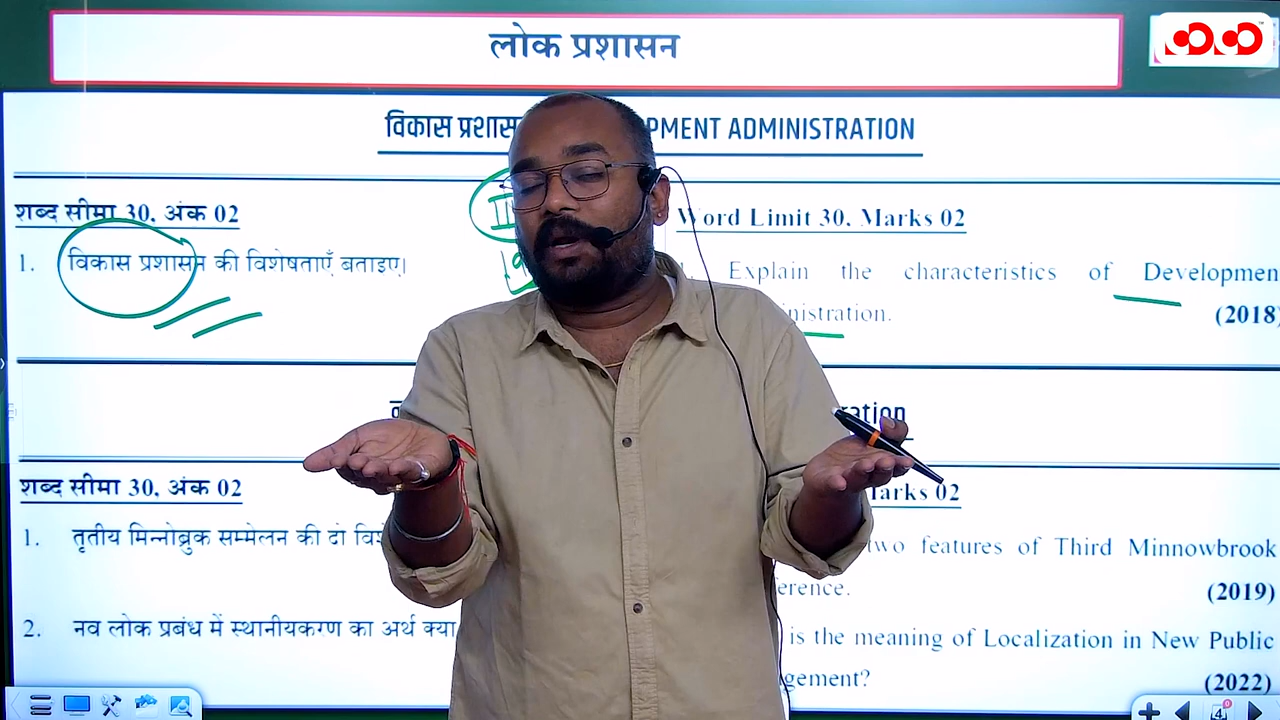 लोक प्रशासन
विकास प्रशास PMENT ADMINISTRATION
शब्द सीमा 30, अंक 02
Word Limit 30, Marks 02
1. विकास प्रशासन की विशेषताएँ बताइए।
Explain the characteristics of Developmen
nistration. (2018)
ration
शब्द सीमा 30, अंक 02
Marks 02
1. तृतीय मिन्नोब्रुक सम्मेलन की दो
two features of Third Minnowbrook
erence. (2019)
2. नव लोक प्रबंध में स्थानीयकरण का अर्थ क्या
is the meaning of Localization in New Public
gement? (2022)
4